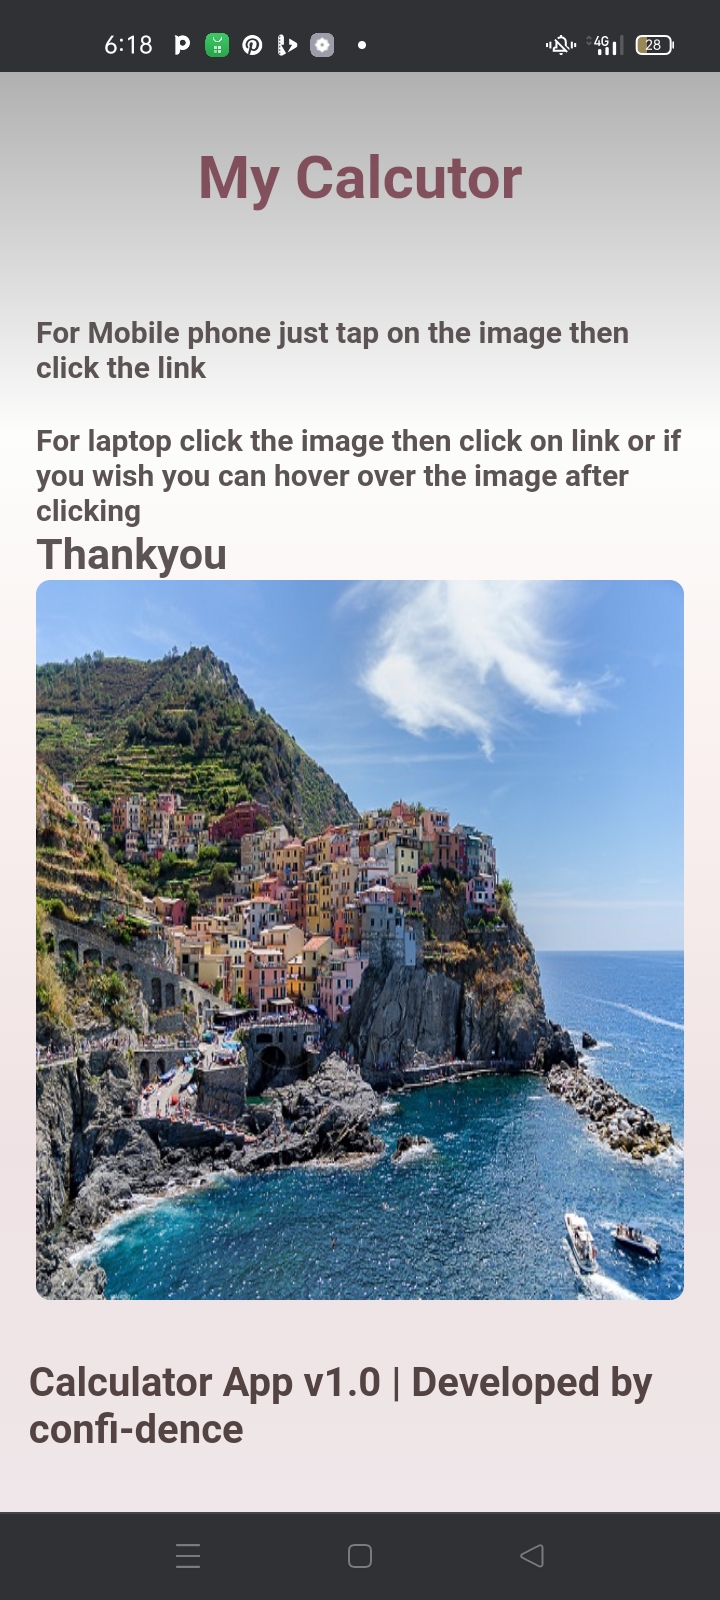 6:18
4G
28
My Calcutor
For Mobile phone just tap on the image then
click the link
For laptop click the image then click on link or if
you wish you can hover over the image after
clicking
Thankyou
Calculator App v1.0 | Developed by
confi-dence